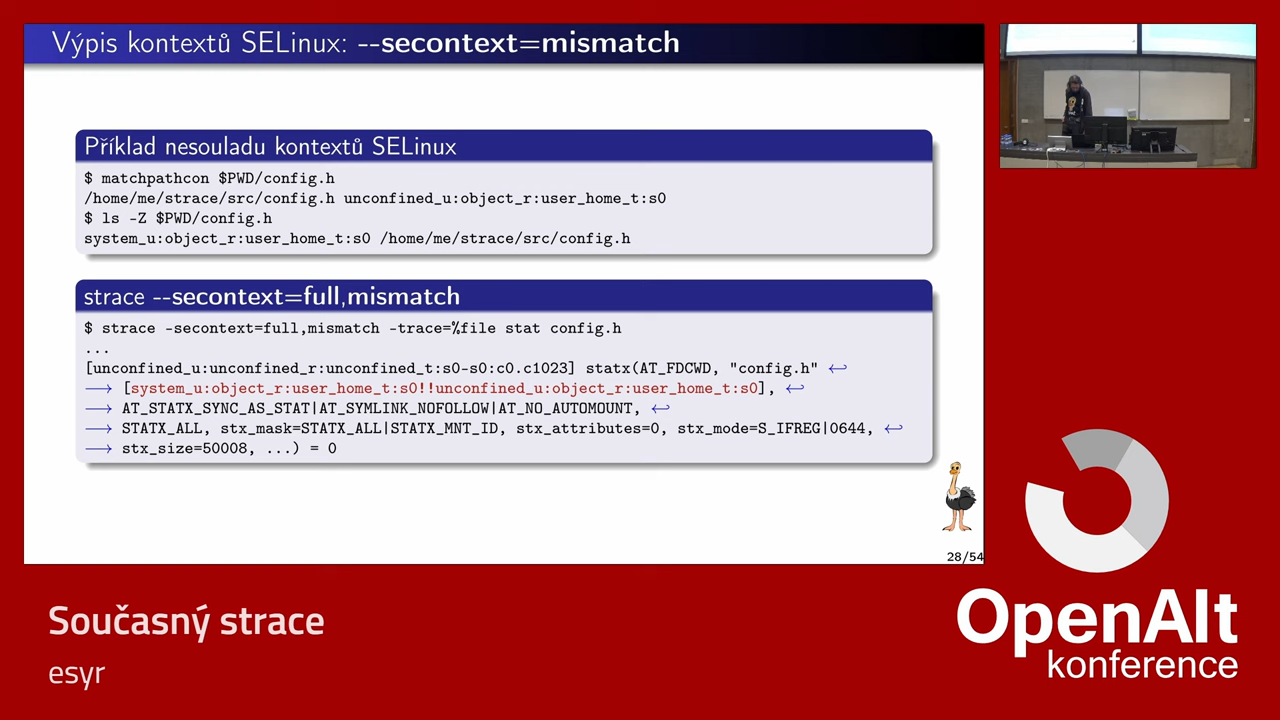 Výpis kontextů SELinux: --secontext=mismatch
Příklad nesouladu kontextů SELinux
$ matchpathcon $PWD/config.h
/home/me/strace/src/config.h unconfined_u:object_r:user_home_t:s0
$ ls -Z $PWD/config.h
system_u:object_r:user_home_t:s0 /home/me/strace/src/config.h
strace --secontext=full,mismatch
$ strace -secontext=full,mismatch -trace=%file stat config.h
...
[unconfined_u:unconfined_r:unconfined_t:s0-s0:c0.c1023] statx(AT_FDCWD, "config.h" ↩
⟶ [system_u:object_r:user_home_t:s0!!unconfined_u:object_r:user_home_t:s0], ↩
⟶ AT_STATX_SYNC_AS_STAT|AT_SYMLINK_NOFOLLOW|AT_NO_AUTOMOUNT, ↩
⟶ STATX_ALL, stx_mask=STATX_ALL|STATX_MNT_ID, stx_attributes=0, stx_mode=S_IFREG|0644, ↩
⟶ stx_size=50008, ...) = 0
28/54
Současný strace
esyr
OpenAlt
konference